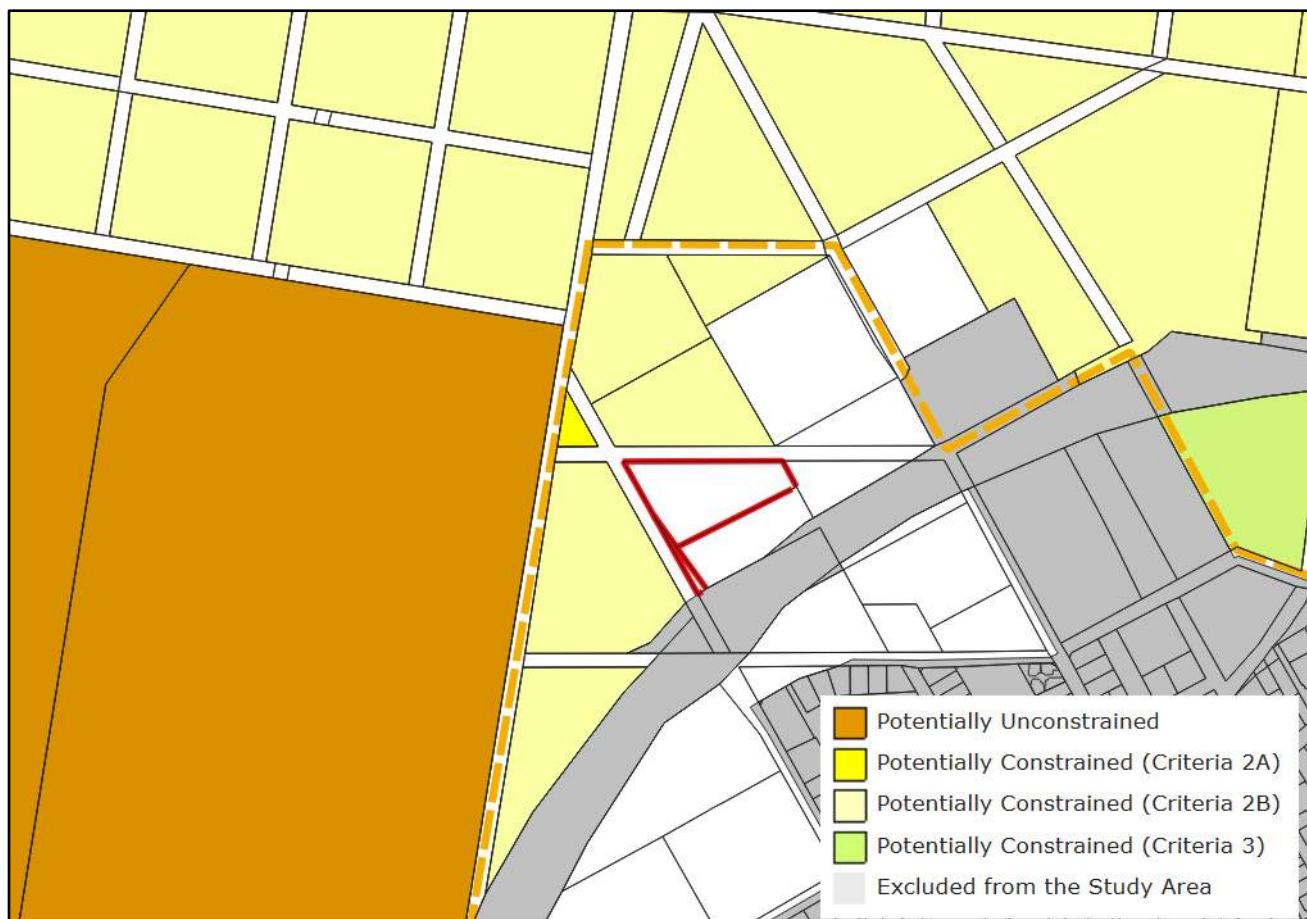 Potentially Unconstrained
Potentially Constrained (Criteria 2A)
Potentially Constrained (Criteria 2B)
Potentially Constrained (Criteria 3)
Excluded from the Study Area